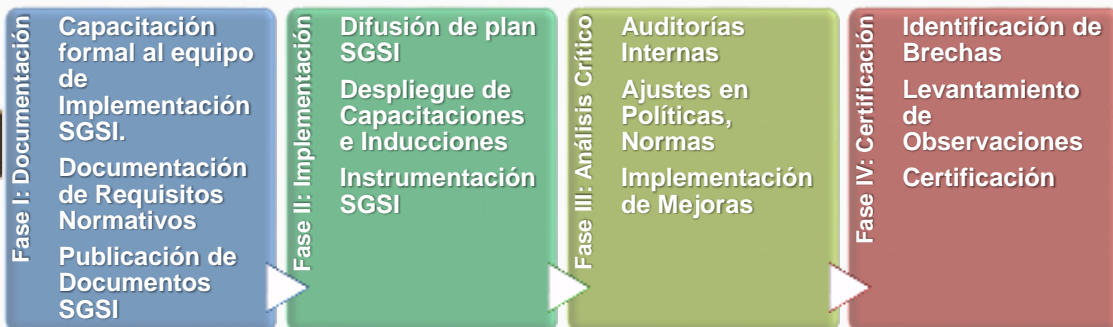 Fase I: Documentación
Capacitación
formal al equipo
de
Implementación
SGSI.
Documentación
de Requisitos
Normativos
Publicación de
Documentos
SGSI
Fase II: Implementación
Difusión de plan
SGSI
Despliegue de
Capacitaciones
e Inducciones
Instrumentación
SGSI
Fase III: Análisis Crítico
Auditorías
Internas
Ajustes en
Políticas,
Normas
Implementación
de Mejoras
Fase IV: Certificación
Identificación de
Brechas
Levantamiento
de
Observaciones
Certificación